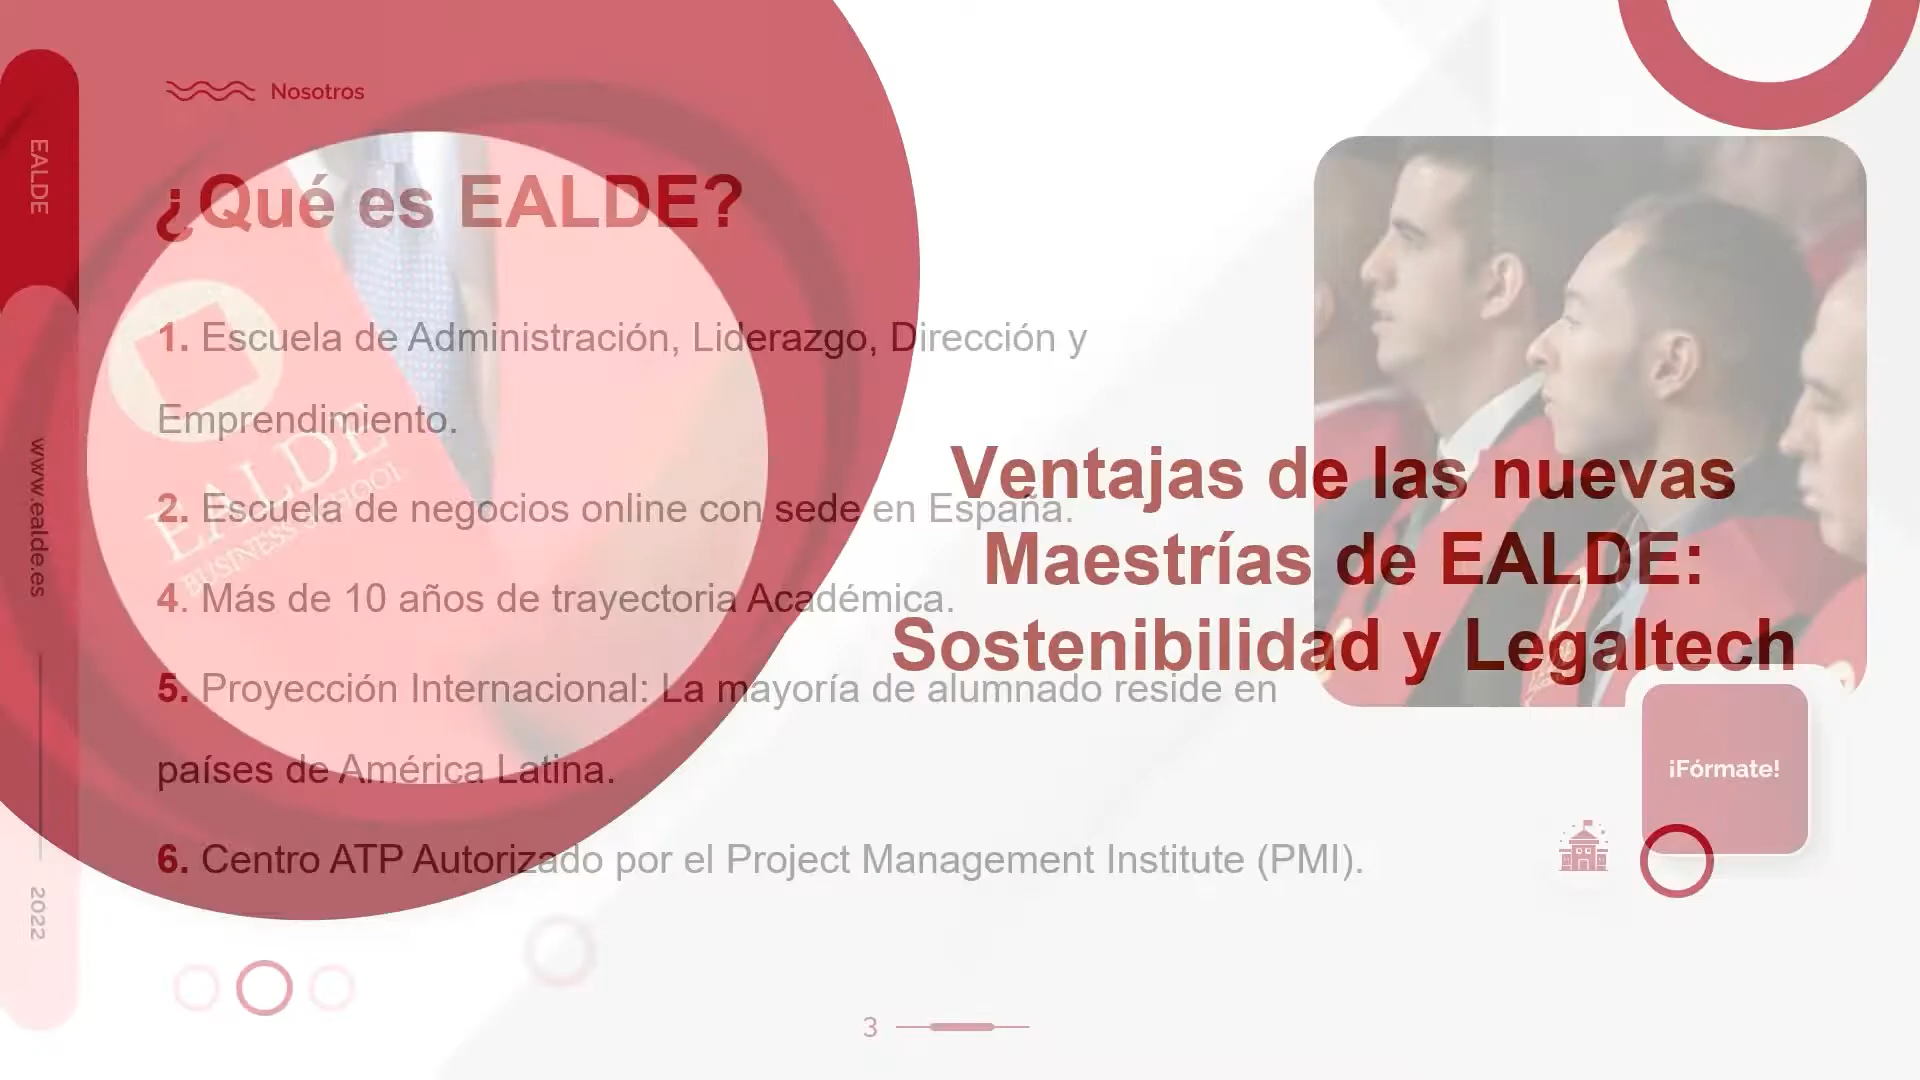 Nosotros
¿Qué es EALDE?
1. Escuela de Administración, Liderazgo, Dirección y
Emprendimiento.
2. Escuela de negocios online con sede en España.
4. Más de 10 años de trayectoria Académica.
5. Proyección Internacional: La mayoría de alumnado reside en
países de América Latina.
6. Centro ATP Autorizado por el Project Management Institute (PMI).
Ventajas de las nuevas
Maestrías de EALDE:
Sostenibilidad y Legaltech
¡Fórmate!
EALDE
www.ealde.es
2022
EALDE
BUSINESS SCHOOL
3